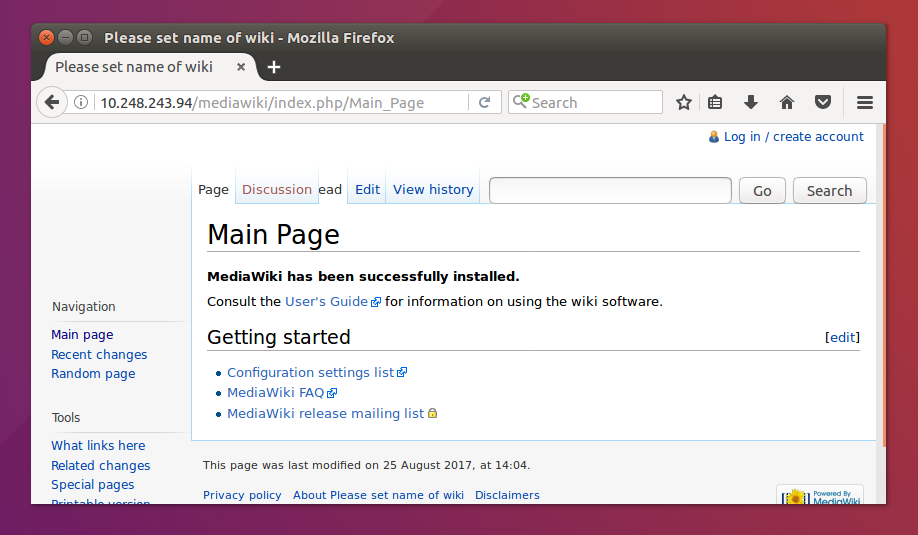 Please set name of wiki - Mozilla Firefox
Please set name of wiki
10.248.243.94/mediawiki/index.php/Main_Page
Search
Log in / create account
Page Discussion ead Edit View history Go Search
Main Page
MediaWiki has been successfully installed.
Consult the User's Guide for information on using the wiki software.
Getting started [edit]
Configuration settings list
MediaWiki FAQ
MediaWiki release mailing list
Navigation
Main page
Recent changes
Random page
Tools
What links here
Related changes
Special pages
Printable version
This page was last modified on 25 August 2017, at 14:04.
Privacy policy About Please set name of wiki Disclaimers
Powered By
MediaWiki